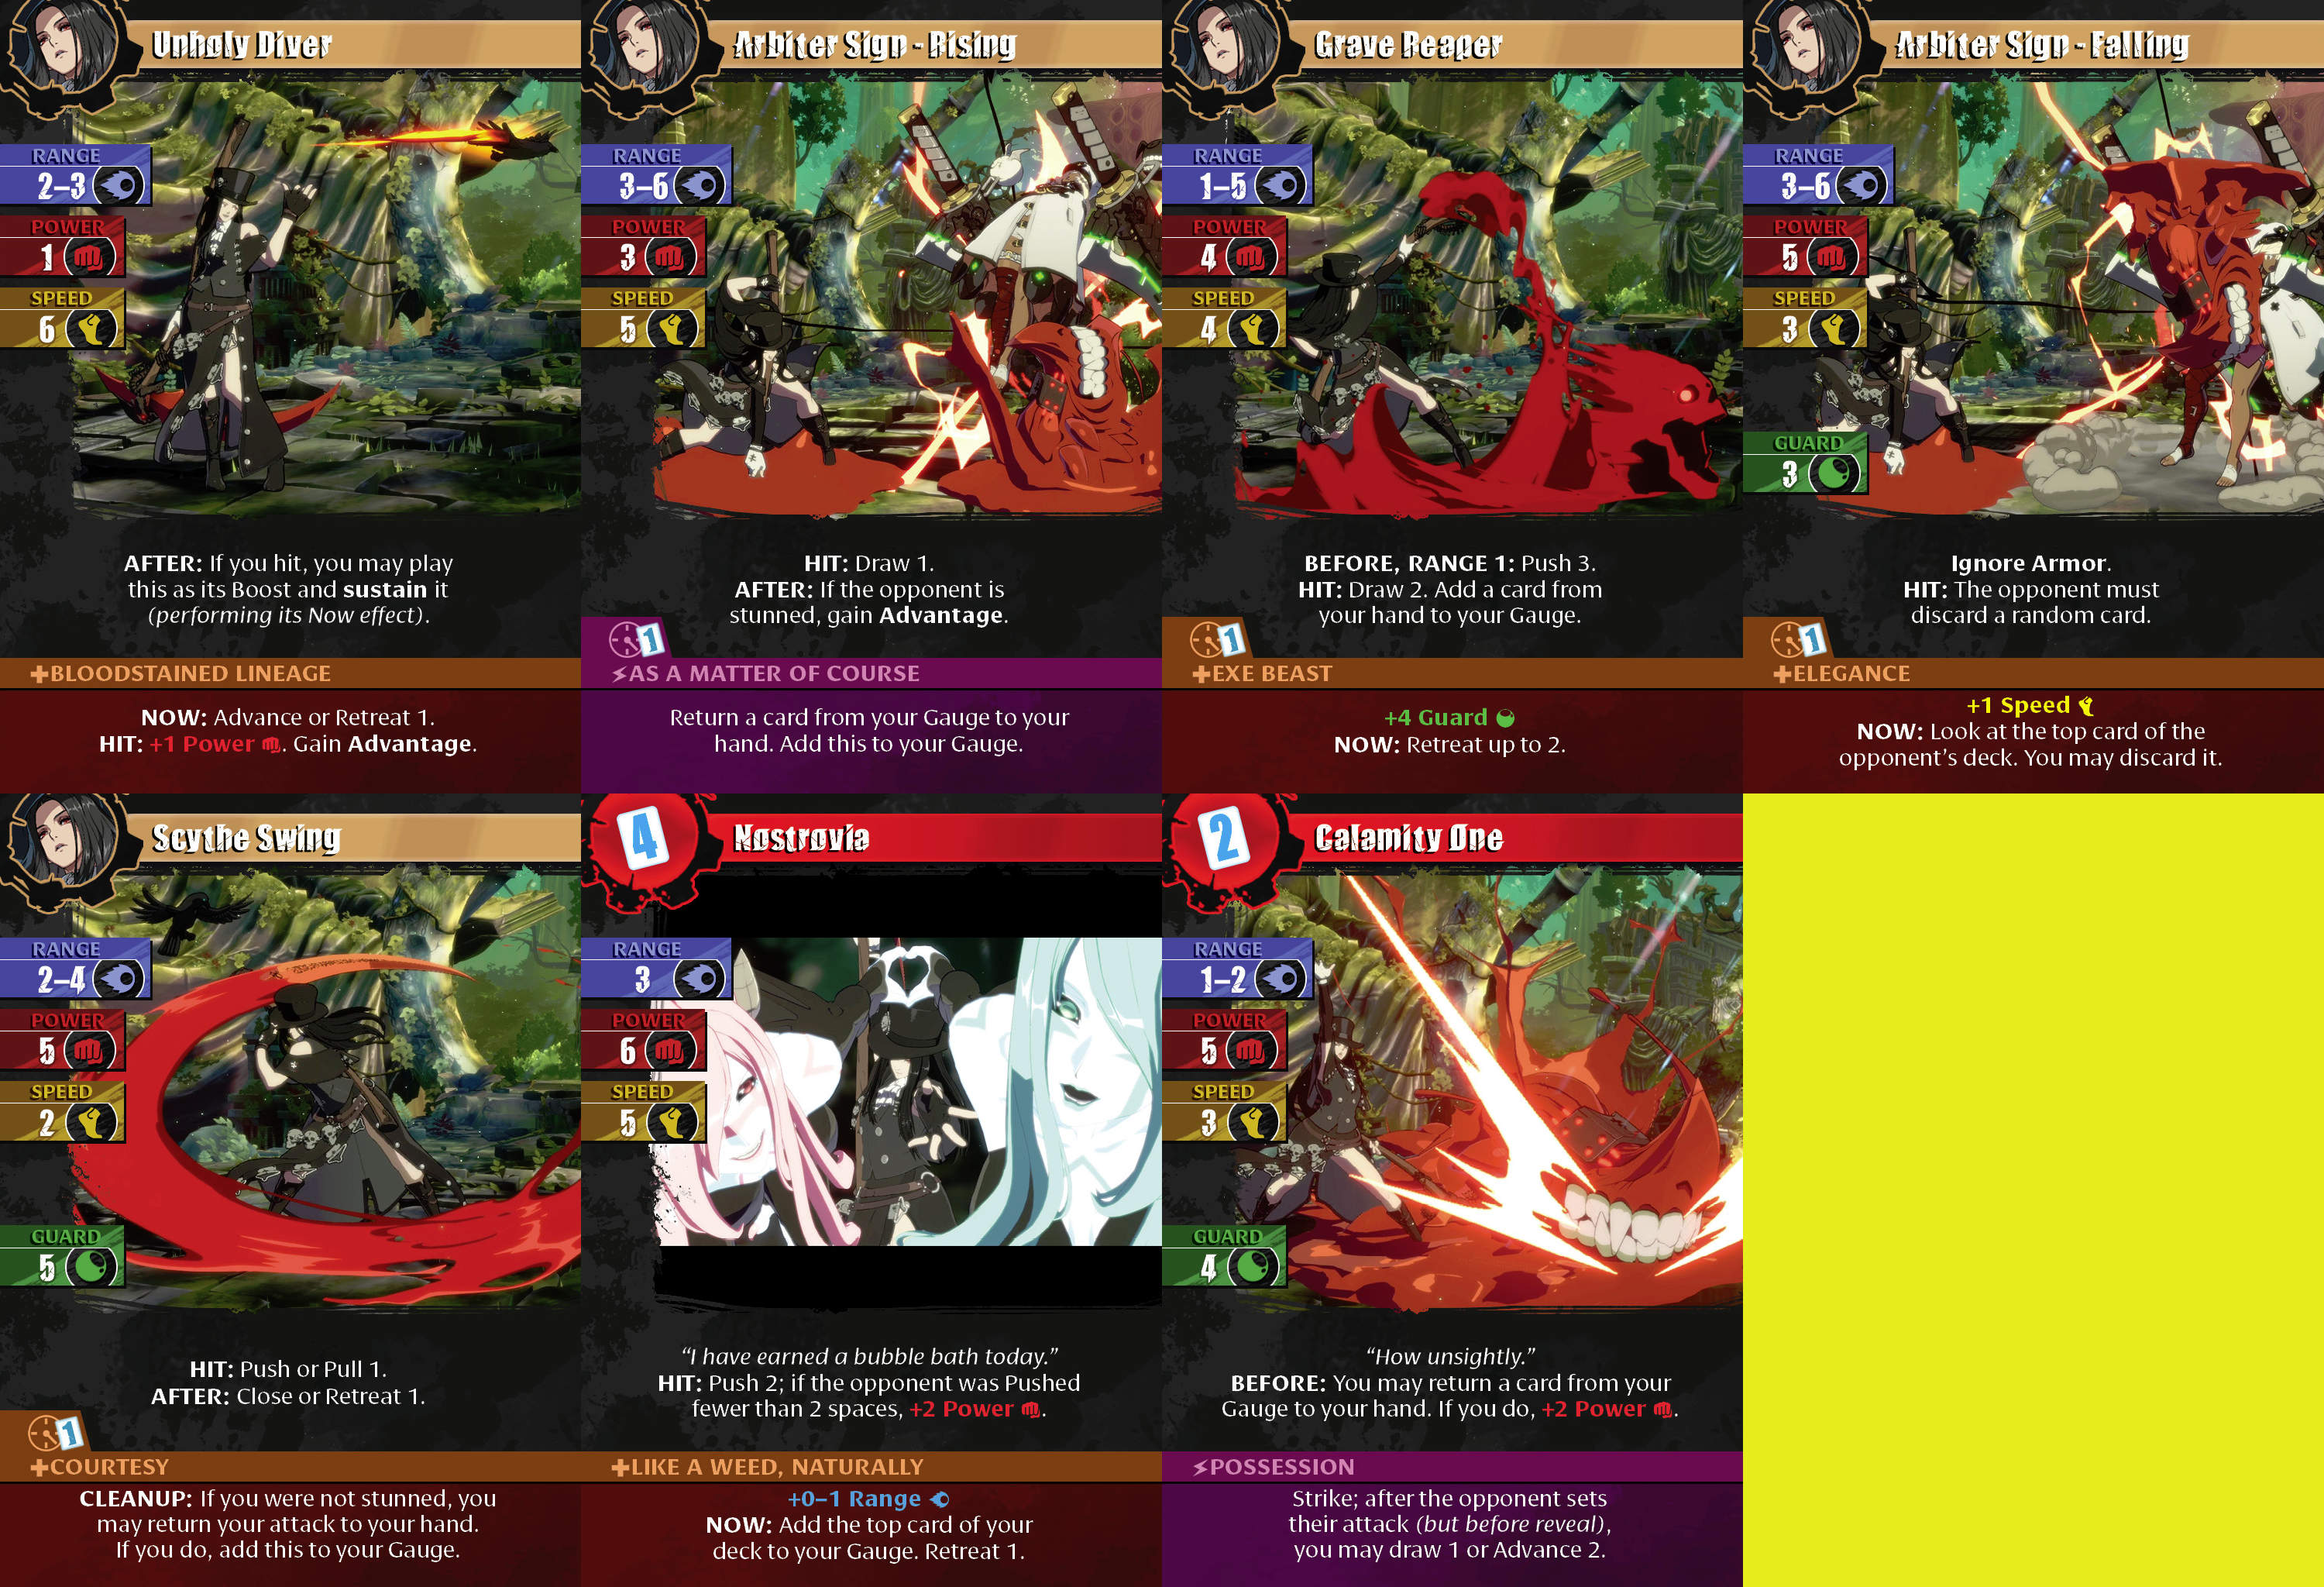 Unholy Diver
RANGE
2–3
POWER
1
SPEED
6
AFTER: If you hit, you may play
this as its Boost and sustain it
(performing its Now effect).
+BLOODSTAINED LINEAGE
NOW: Advance or Retreat 1.
HIT: +1 Power. Gain Advantage.
Arbiter Sign - Rising
RANGE
3–6
POWER
3
SPEED
5
HIT: Draw 1.
AFTER: If the opponent is
stunned, gain Advantage.
1
AS A MATTER OF COURSE
Return a card from your Gauge to your
hand. Add this to your Gauge.
Grave Reaper
RANGE
1–5
POWER
4
SPEED
4
BEFORE, RANGE 1: Push 3.
HIT: Draw 2. Add a card from
your hand to your Gauge.
1
+EXE BEAST
+4 Guard
NOW: Retreat up to 2.
Arbiter Sign - Falling
RANGE
3–6
POWER
5
SPEED
3
GUARD
3
Ignore Armor.
HIT: The opponent must
discard a random card.
1
+ELEGANCE
+1 Speed
NOW: Look at the top card of the
opponent's deck. You may discard it.
Scythe Swing
RANGE
2–4
POWER
5
SPEED
2
GUARD
5
HIT: Push or Pull 1.
AFTER: Close or Retreat 1.
1
+COURTESY
CLEANUP: If you were not stunned, you
may return your attack to your hand.
If you do, add this to your Gauge.
4
Nostrovia
RANGE
3
POWER
6
SPEED
5
"I have earned a bubble bath today."
HIT: Push 2; if the opponent was Pushed
fewer than 2 spaces, +2 Power.
+LIKE A WEED, NATURALLY
+0–1 Range
NOW: Add the top card of your
deck to your Gauge. Retreat 1.
2
Calamity One
RANGE
1–2
POWER
5
SPEED
3
GUARD
4
"How unsightly."
BEFORE: You may return a card from your
Gauge to your hand. If you do, +2 Power.
POSSESSION
Strike; after the opponent sets
their attack (but before reveal),
you may draw 1 or Advance 2.